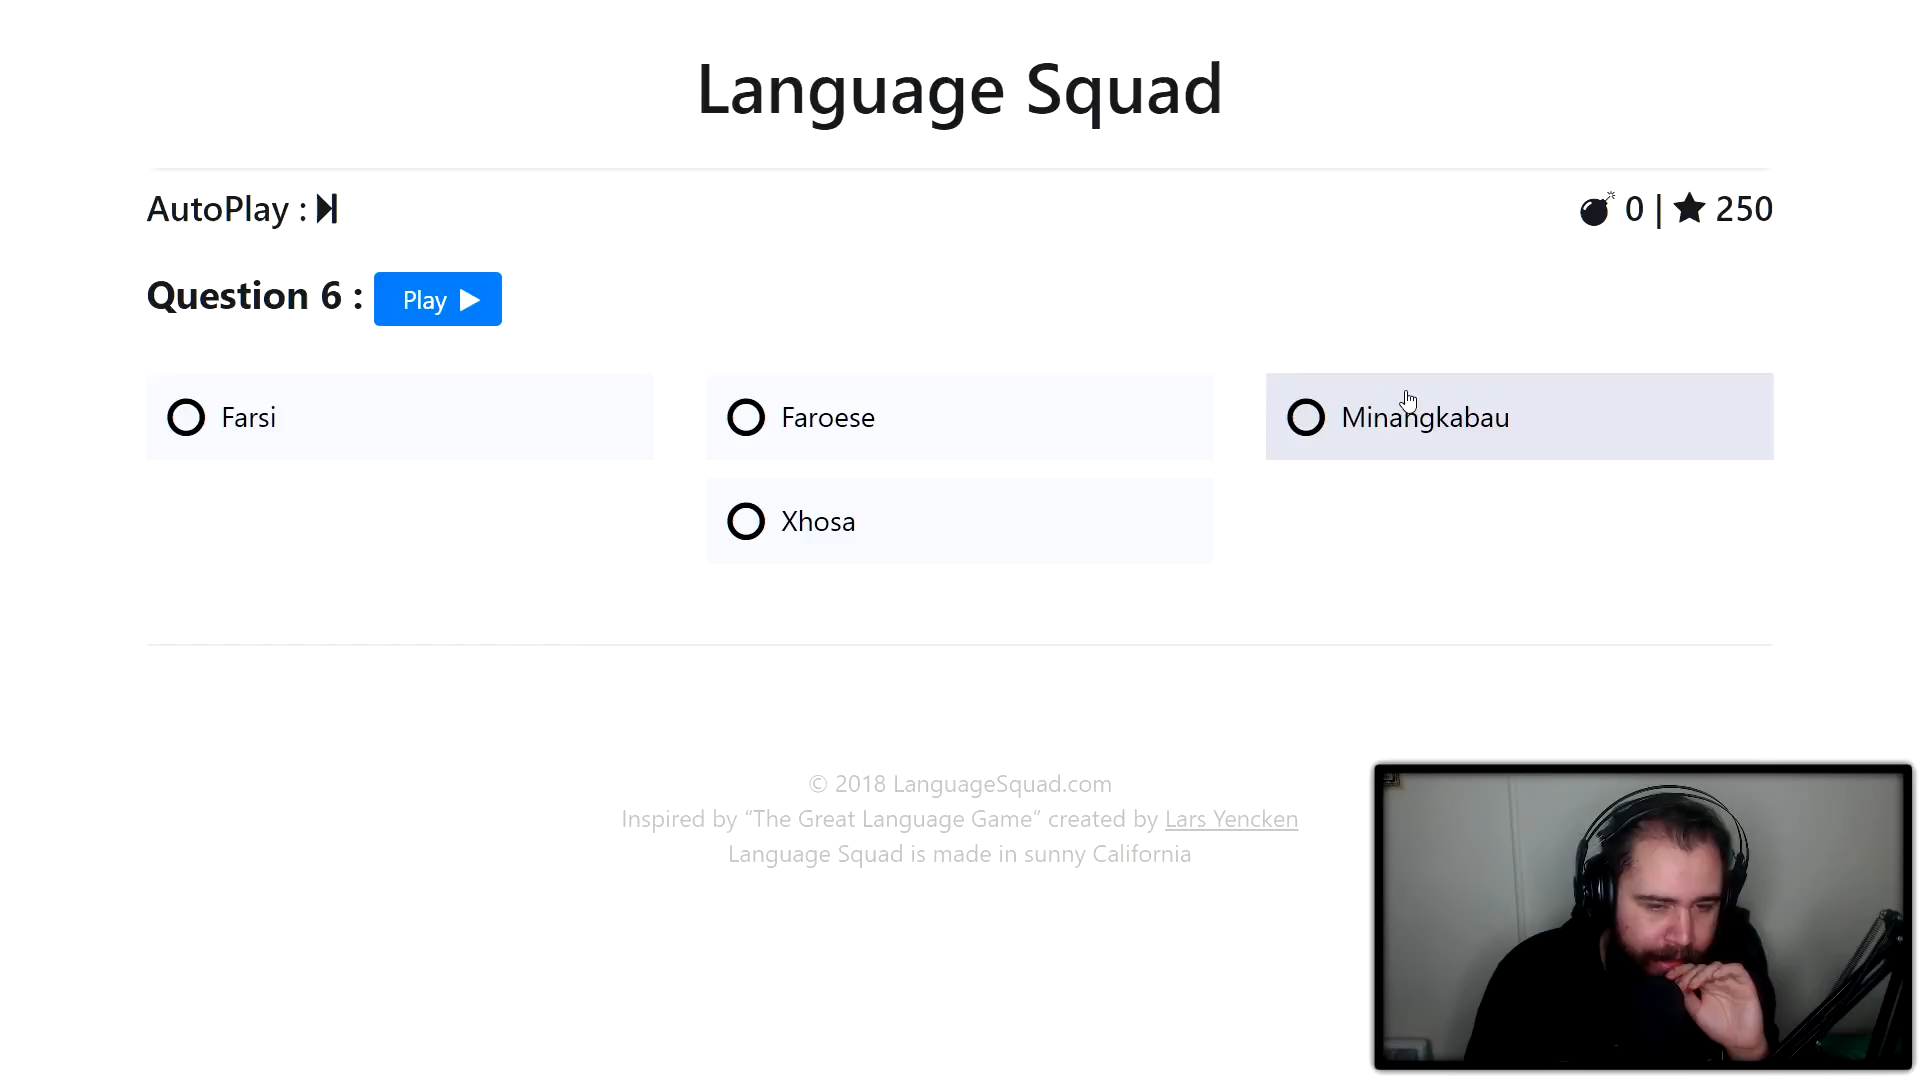 Language Squad
AutoPlay :
0 | 250
Question 6 : Play
Farsi
Faroese
Minangkabau
Xhosa
© 2018 LanguageSquad.com
Inspired by “The Great Language Game” created by Lars Yencken
Language Squad is made in sunny California